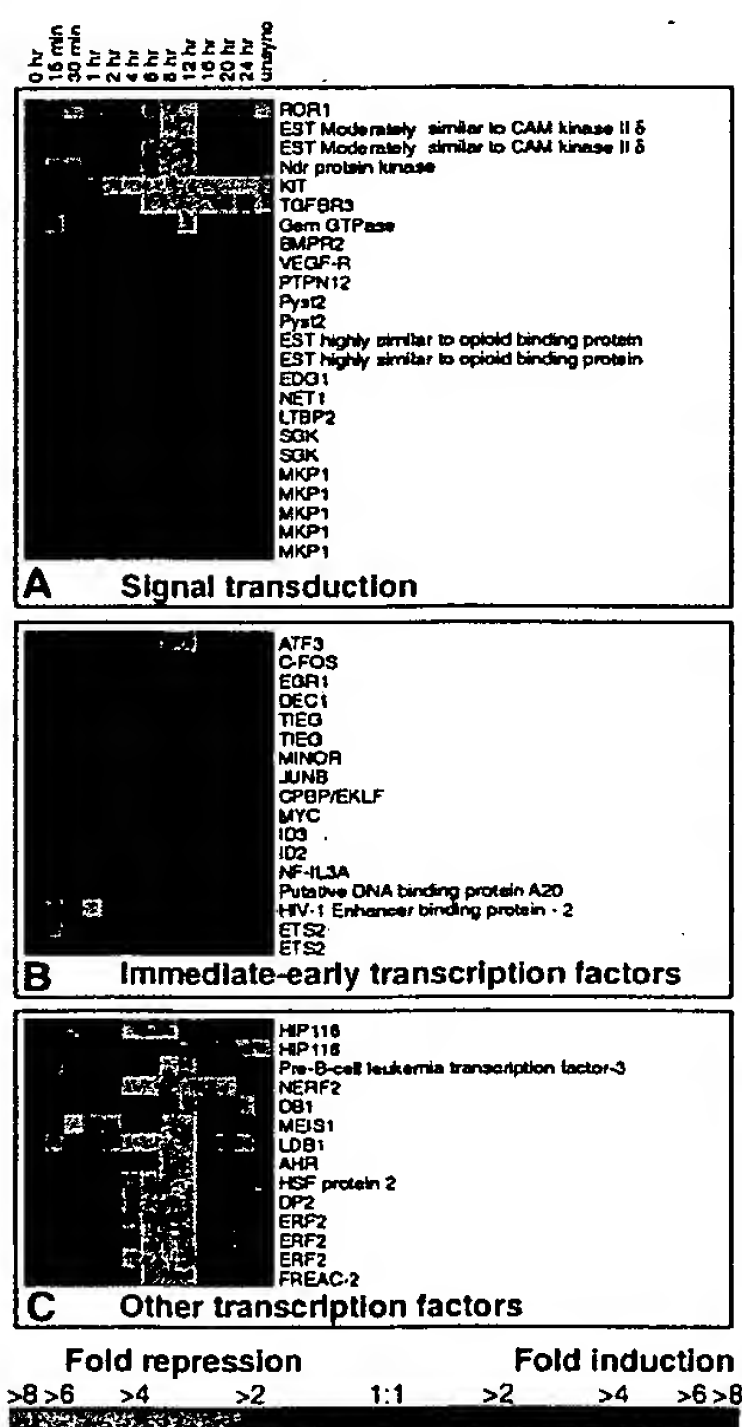 0 hr
15 min
30 min
1 hr
2 hr
4 hr
6 hr
8 hr
12 hr
16 hr
20 hr
24 hr
unsync
ROR1
EST Moderately similar to CAM kinase II δ
EST Moderately similar to CAM kinase II δ
Ndr protein kinase
KIT
TGFBR3
Gem GTPase
BMPR2
VEGF-R
PTPN12
Pyst2
Pyst2
EST highly similar to opioid binding protein
EST highly similar to opioid binding protein
EDG1
NET1
LTBP2
SGK
SGK
MKP1
MKP1
MKP1
MKP1
MKP1
A Signal transduction
ATF3
C-FOS
EGR1
DEC1
TIEG
TIEG
MINOR
JUNB
CPBP/EKLF
MYC
ID3
ID2
NF-IL3A
Putative DNA binding protein A20
HIV-1 Enhancer binding protein - 2
ETS2
ETS2
B Immediate-early transcription factors
HIP116
HIP116
Pre-B-cell leukemia transcription factor-3
NERF2
DB1
MEIS1
LDB1
AHR
HSF protein 2
DP2
ERF2
ERF2
ERF2
FREAC-2
C Other transcription factors
Fold repression Fold induction
>8 >6 >4 >2 1:1 >2 >4 >6 >8